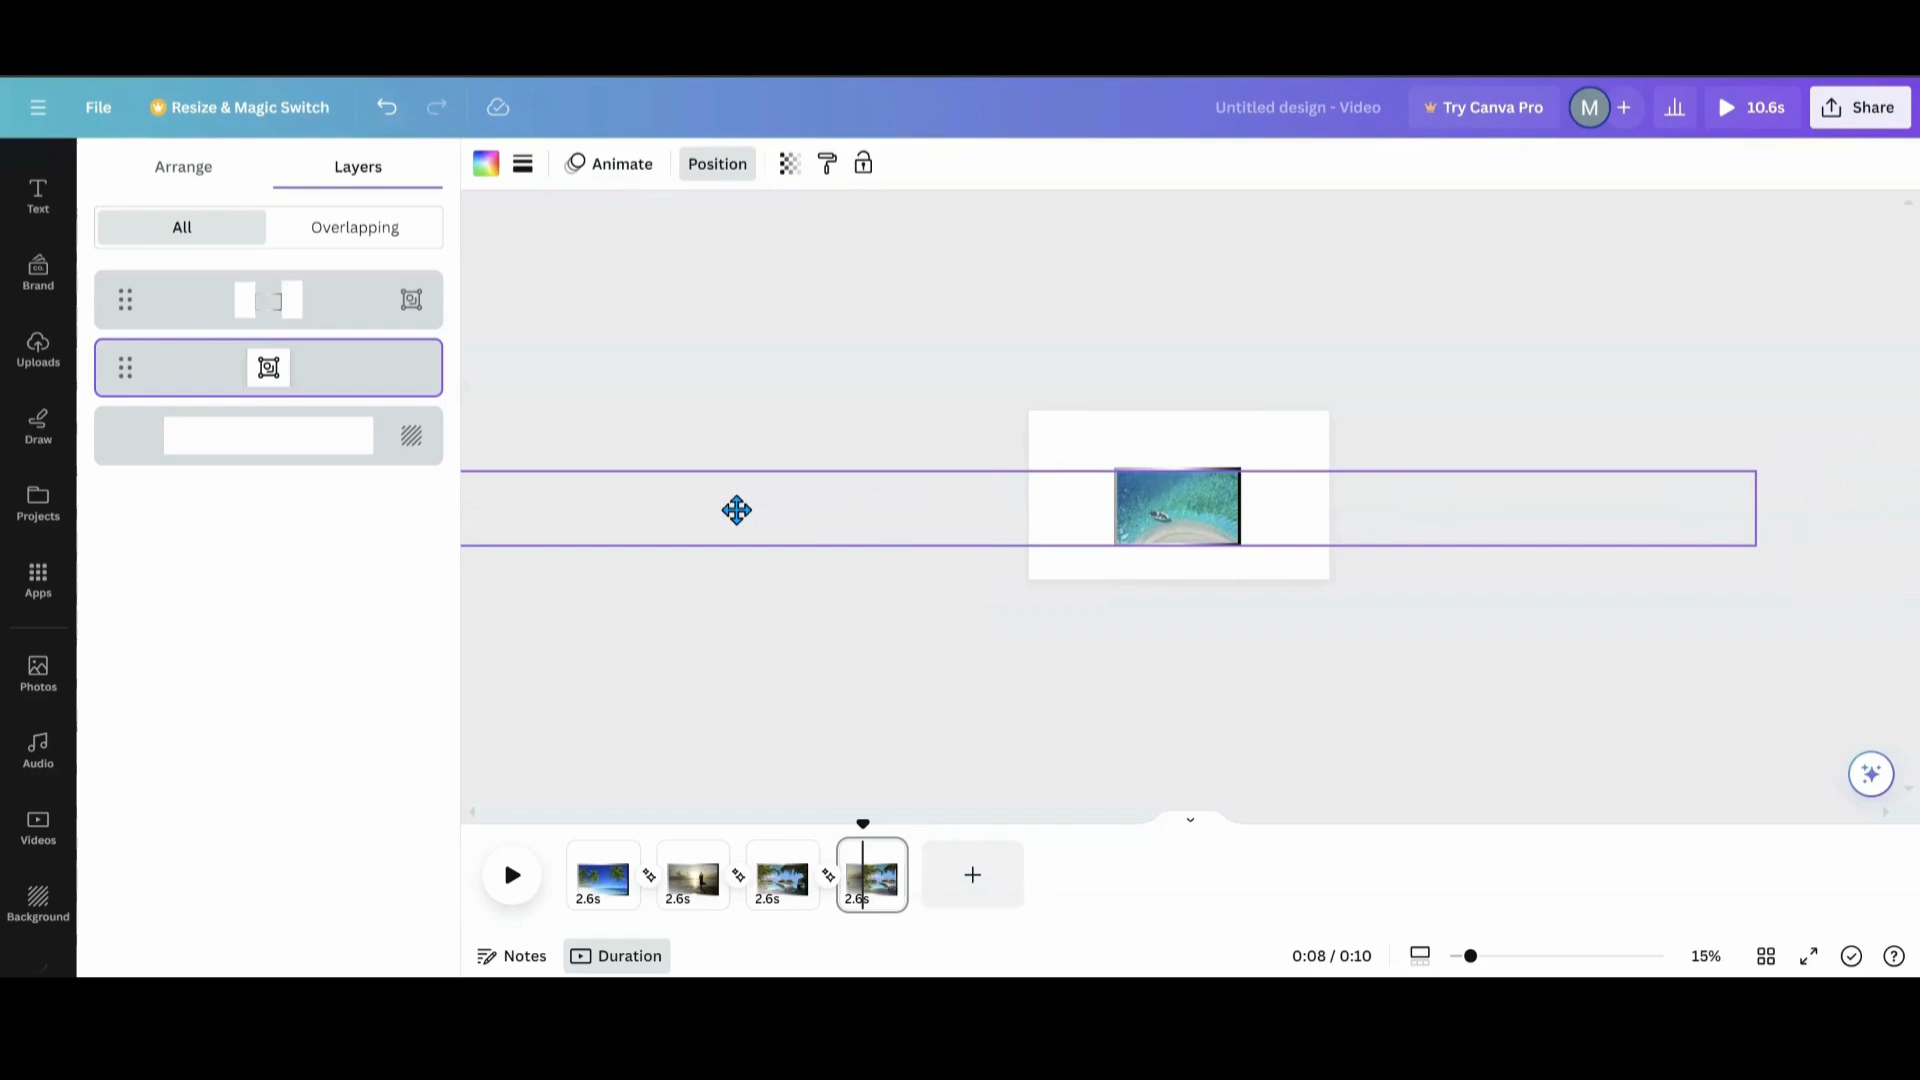 File
Resize & Magic Switch
Untitled design - Video
Try Canva Pro
M
10.6s
Share
Arrange
Layers
Animate
Position
All
Overlapping
Text
CO.
Brand
Uploads
Draw
Projects
Apps
Photos
Audio
Videos
Background
2.6s
2.6s
2.6s
2.6s
Notes
Duration
0:08 / 0:10
15%